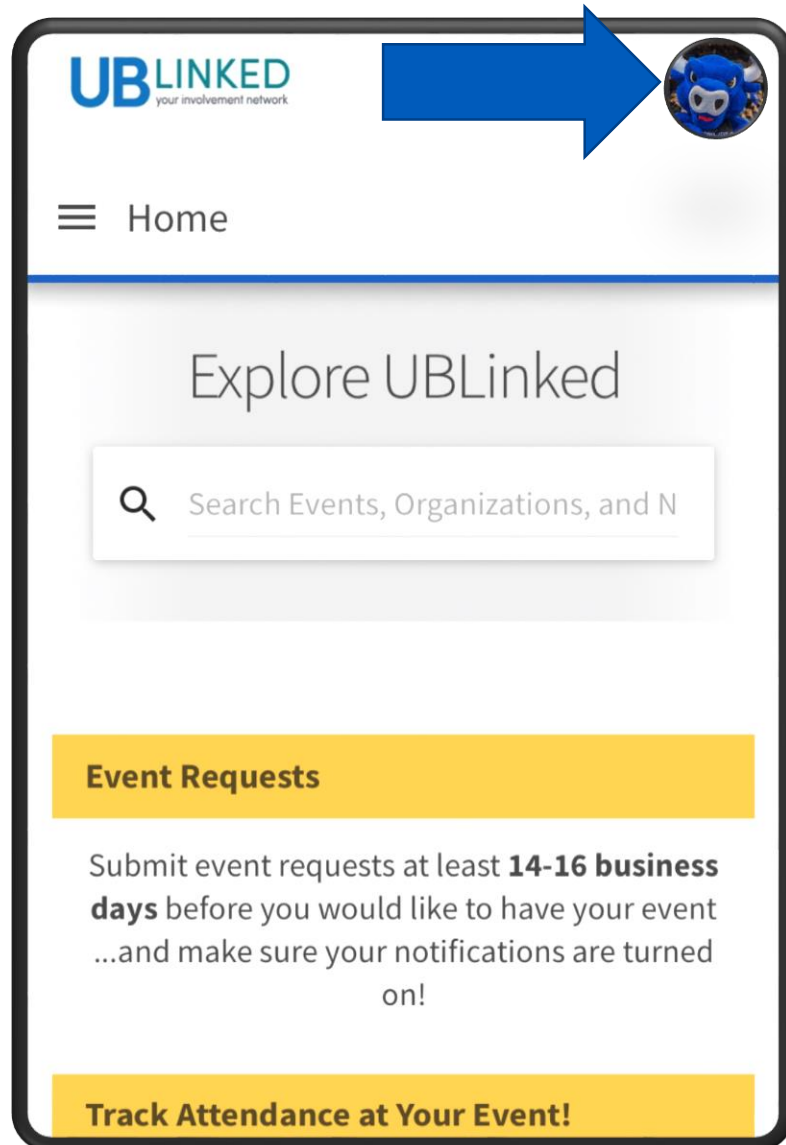 UBLINKED
your involvement network
Home
Explore UBLinked
Search Events, Organizations, and N
Event Requests
Submit event requests at least 14-16 business
days before you would like to have your event
...and make sure your notifications are turned
on!
Track Attendance at Your Event!